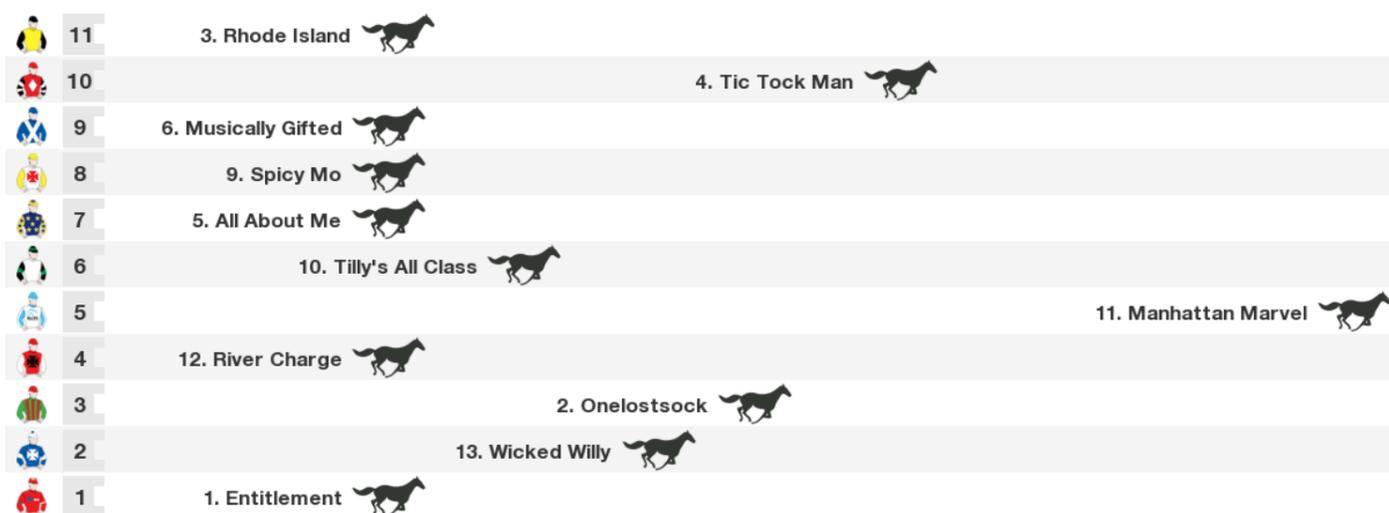 11 3. Rhode Island
10 4. Tic Tock Man
9 6. Musically Gifted
8 9. Spicy Mo
7 5. All About Me
6 10. Tilly's All Class
5 11. Manhattan Marvel
4 12. River Charge
3 2. Onelostsock
2 13. Wicked Willy
1 1. Entitlement